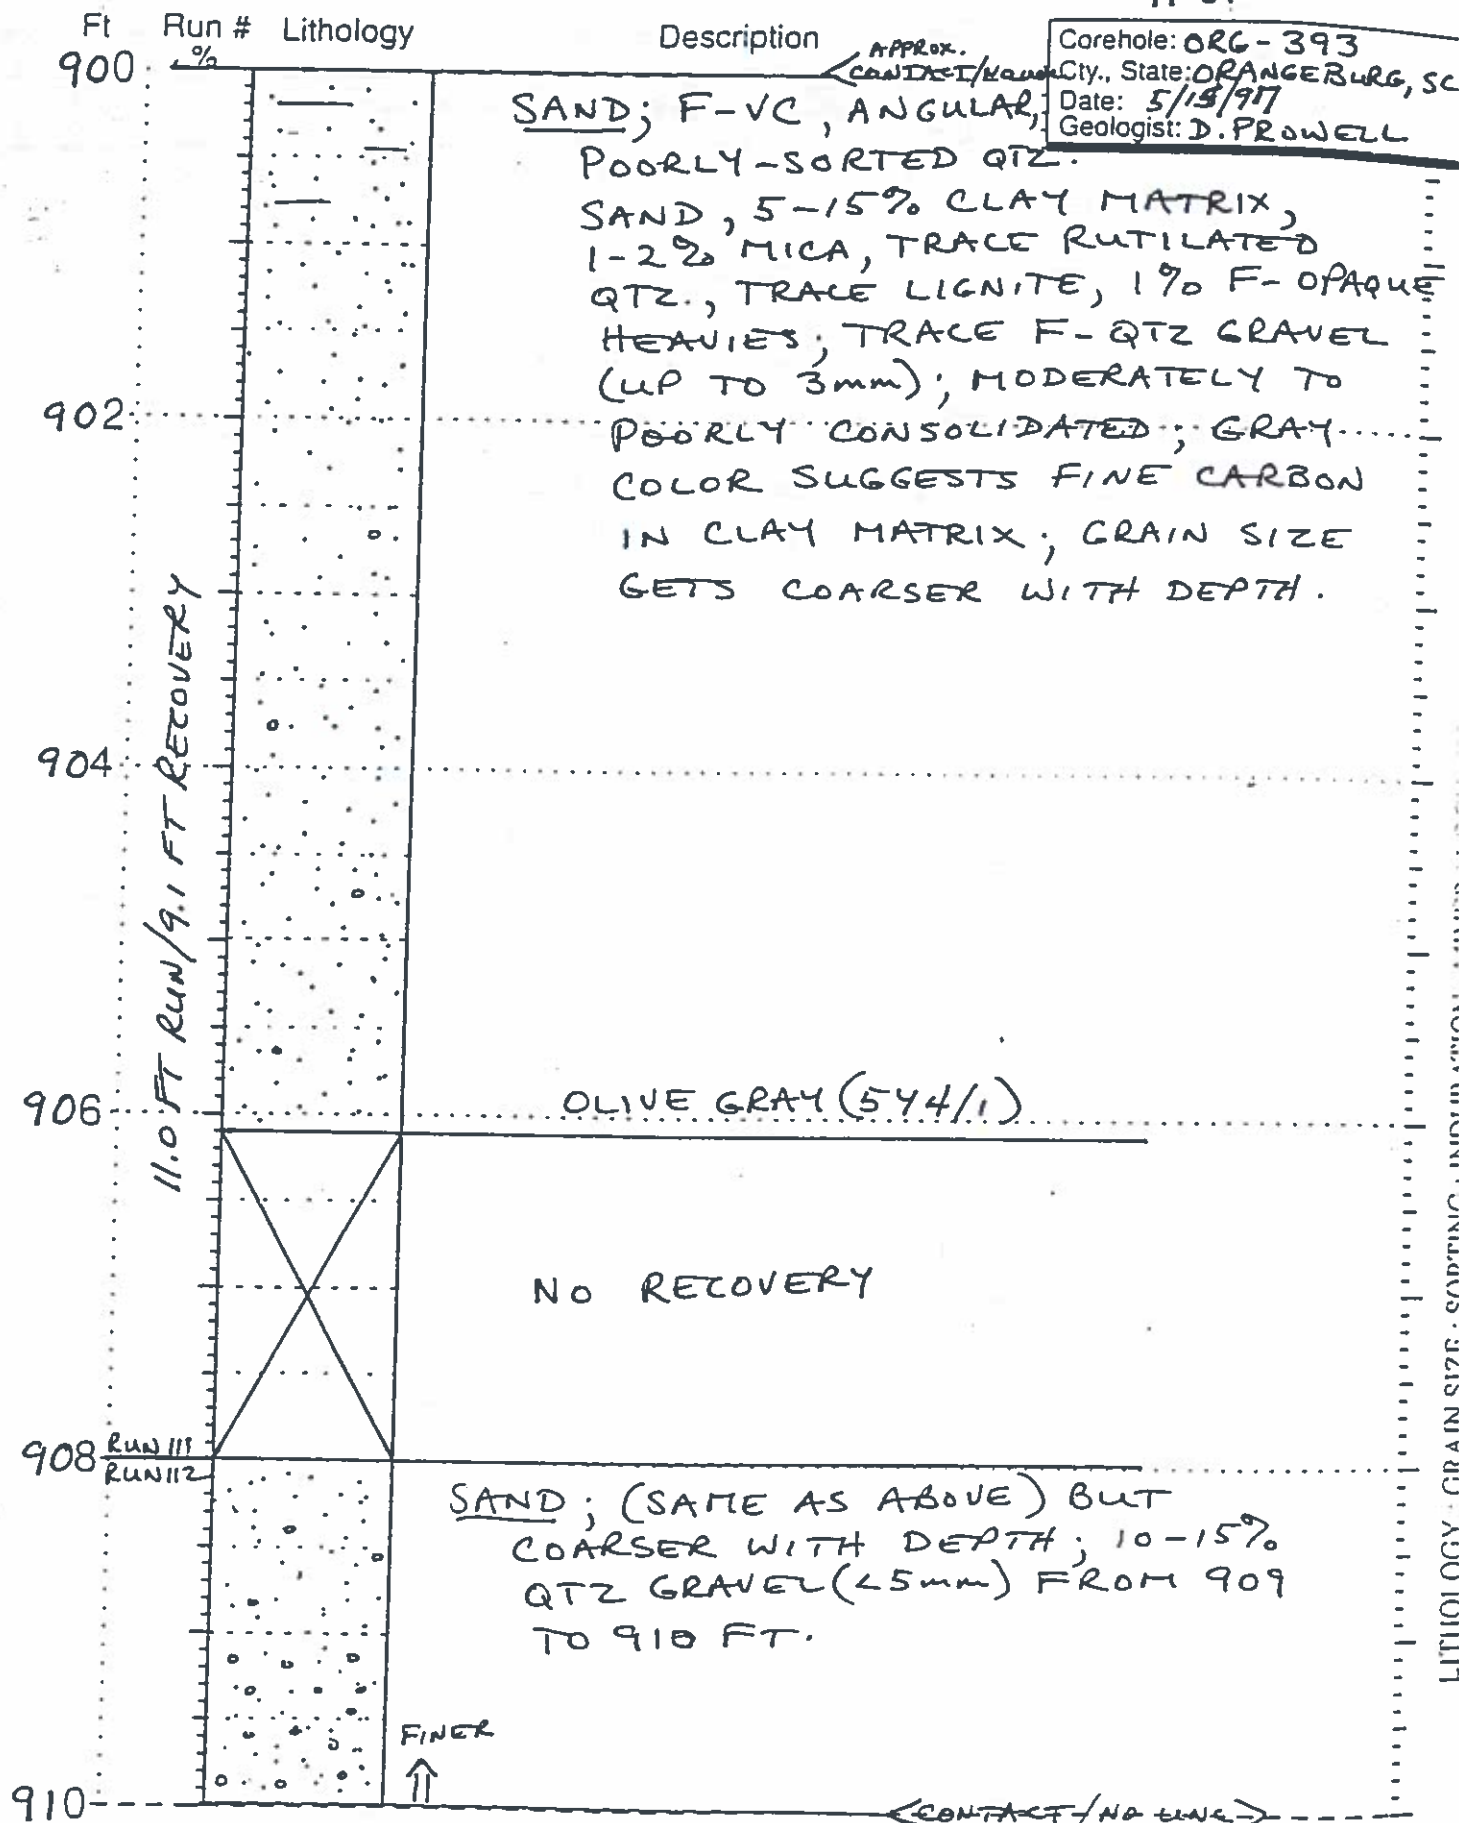 Ft Run # Lithology Description
%
900
APPROX.
Corehole: ORG-393
Cty., State: ORANGEBURG, SC
Date: 5/15/97
Geologist: D. PROWELL
SAND; F-VC, ANGULAR,
POORLY-SORTED QTZ.
SAND, 5-15% CLAY MATRIX,
1-2% MICA, TRACE RUTILATED
QTZ., TRACE LIGNITE, 1% F-OPAQUE
HEAVIES; TRACE F-QTZ GRAVEL
(UP TO 3mm); MODERATELY TO
POORLY CONSOLIDATED; GRAY
COLOR SUGGESTS FINE CARBON
IN CLAY MATRIX; GRAIN SIZE
GETS COARSER WITH DEPTH.
902
904
11.0 FT RUN/9.1 FT RECOVERY
906
OLIVE GRAY (5Y4/1)
NO RECOVERY
908
RUN 111
RUN 112
SAND; (SAME AS ABOVE) BUT
COARSER WITH DEPTH; 10-15%
QTZ GRAVEL (<5mm) FROM 909
TO 910 FT.
FINER
910
LITHOLOGY · GRAIN SIZE · SORTING · INDURATION